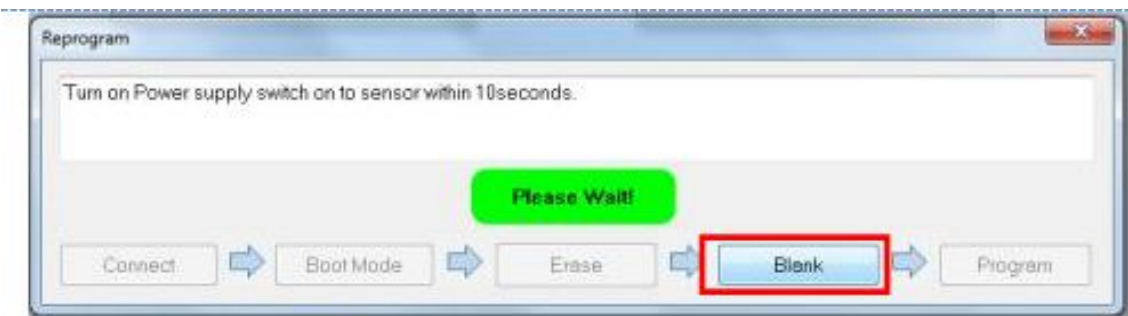 Reprogram
Turn on Power supply switch on to sensor within 10seconds.
Please Wait!
Connect Boot Mode Erase Blank Program